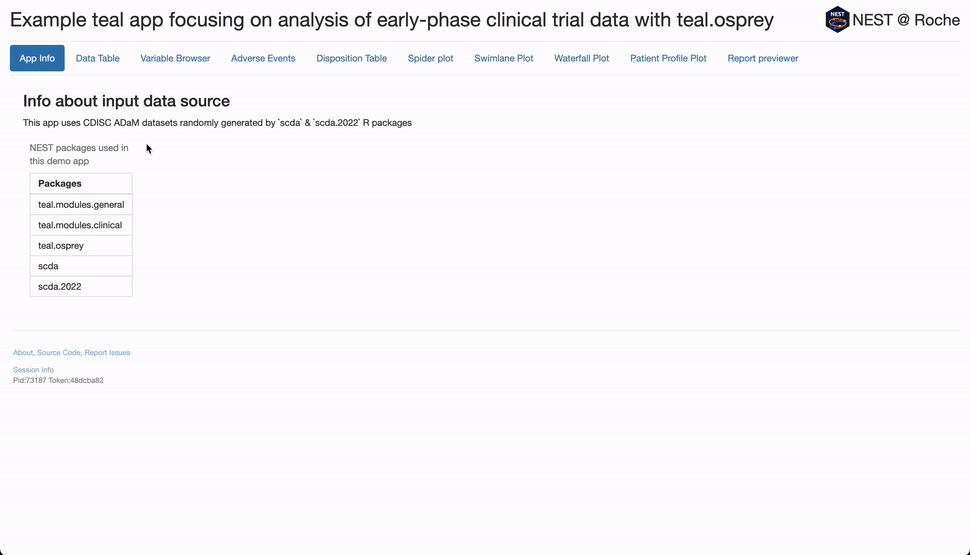 Example teal app focusing on analysis of early-phase clinical trial data with teal.osprey
NEST
NEST @ Roche
App Info
Data Table
Variable Browser
Adverse Events
Disposition Table
Spider plot
Swimlane Plot
Waterfall Plot
Patient Profile Plot
Report previewer
Info about input data source
This app uses CDISC ADaM datasets randomly generated by `scda` & `scda.2022` R packages
NEST packages used in
this demo app
Packages
teal.modules.general
teal.modules.clinical
teal.osprey
scda
scda.2022
About, Source Code, Report Issues
Session Info
Pid:73187 Token:48dcba82